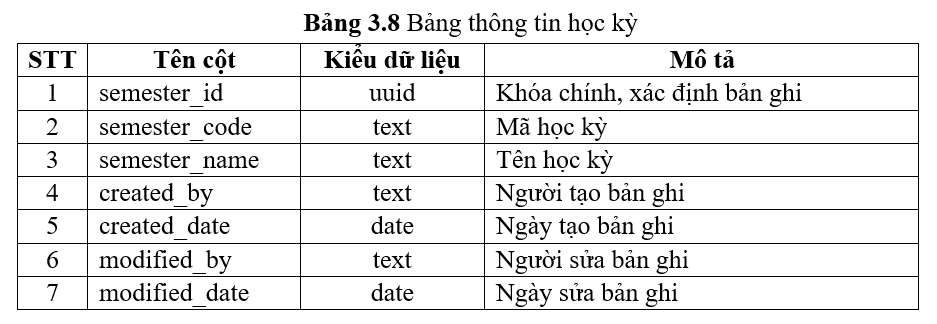 Bảng 3.8 Bảng thông tin học kỳ
STT Tên cột Kiểu dữ liệu Mô tả
1 semester_id uuid Khóa chính, xác định bản ghi
2 semester_code text Mã học kỳ
3 semester_name text Tên học kỳ
4 created_by text Người tạo bản ghi
5 created_date date Ngày tạo bản ghi
6 modified_by text Người sửa bản ghi
7 modified_date date Ngày sửa bản ghi